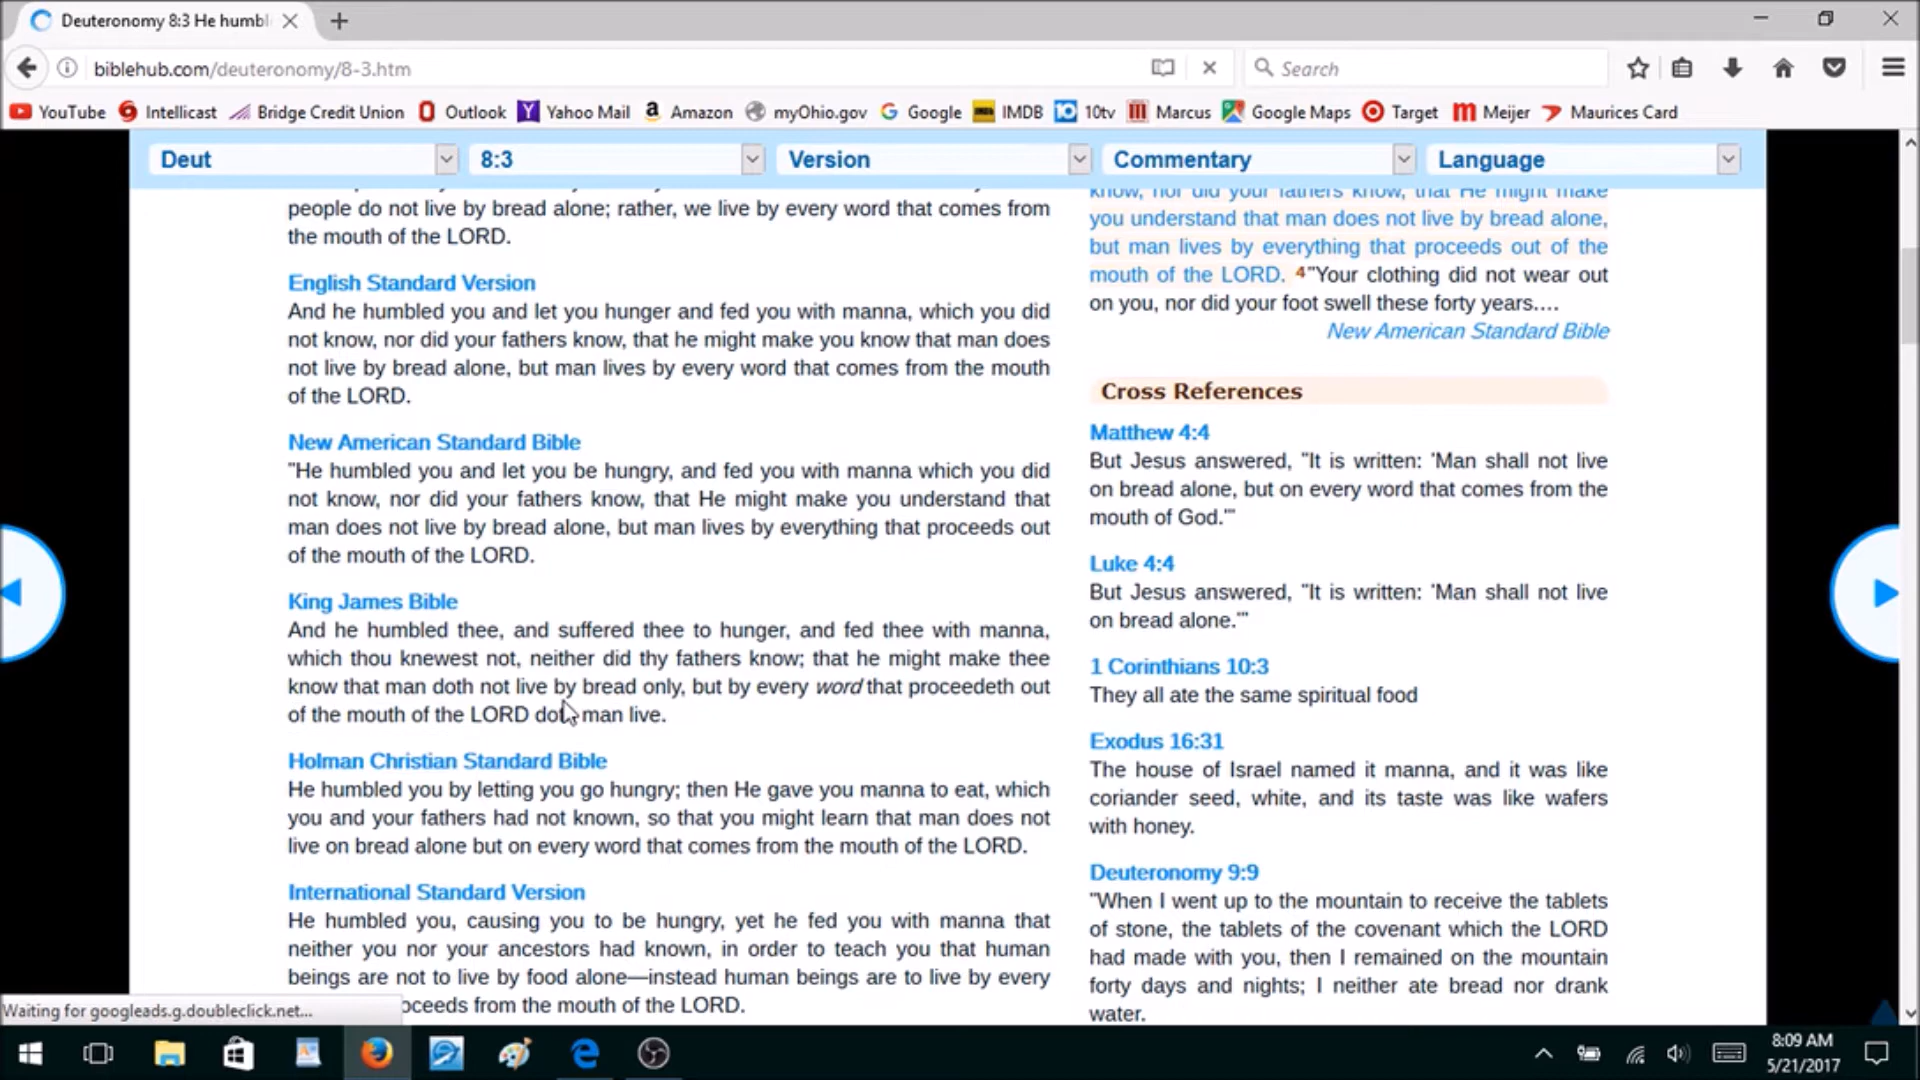 Deuteronomy 8:3 He humbl
biblehub.com/deuteronomy/8-3.htm
Search
YouTube Intellicast Bridge Credit Union Outlook Yahoo Mail Amazon myOhio.gov Google IMDB 10tv Marcus Google Maps Target Meijer Maurices Card
Deut 8:3 Version Commentary Language
people do not live by bread alone; rather, we live by every word that comes from
the mouth of the LORD.
English Standard Version
And he humbled you and let you hunger and fed you with manna, which you did
not know, nor did your fathers know, that he might make you know that man does
not live by bread alone, but man lives by every word that comes from the mouth
of the LORD.
New American Standard Bible
"He humbled you and let you be hungry, and fed you with manna which you did
not know, nor did your fathers know, that He might make you understand that
man does not live by bread alone, but man lives by everything that proceeds out
of the mouth of the LORD.
King James Bible
And he humbled thee, and suffered thee to hunger, and fed thee with manna,
which thou knewest not, neither did thy fathers know; that he might make thee
know that man doth not live by bread only, but by every word that proceedeth out
of the mouth of the LORD doth man live.
Holman Christian Standard Bible
He humbled you by letting you go hungry; then He gave you manna to eat, which
you and your fathers had not known, so that you might learn that man does not
live on bread alone but on every word that comes from the mouth of the LORD.
International Standard Version
He humbled you, causing you to be hungry, yet he fed you with manna that
neither you nor your ancestors had known, in order to teach you that human
beings are not to live by food alone—instead human beings are to live by every
oceeds from the mouth of the LORD.
know, nor did your fathers know, that He might make
you understand that man does not live by bread alone,
but man lives by everything that proceeds out of the
mouth of the LORD. 4"Your clothing did not wear out
on you, nor did your foot swell these forty years....
New American Standard Bible
Cross References
Matthew 4:4
But Jesus answered, "It is written: 'Man shall not live
on bread alone, but on every word that comes from the
mouth of God.'"
Luke 4:4
But Jesus answered, "It is written: 'Man shall not live
on bread alone.'"
1 Corinthians 10:3
They all ate the same spiritual food
Exodus 16:31
The house of Israel named it manna, and it was like
coriander seed, white, and its taste was like wafers
with honey.
Deuteronomy 9:9
"When I went up to the mountain to receive the tablets
of stone, the tablets of the covenant which the LORD
had made with you, then I remained on the mountain
forty days and nights; I neither ate bread nor drank
water.
Waiting for googleads.g.doubleclick.net...
8:09 AM
5/21/2017